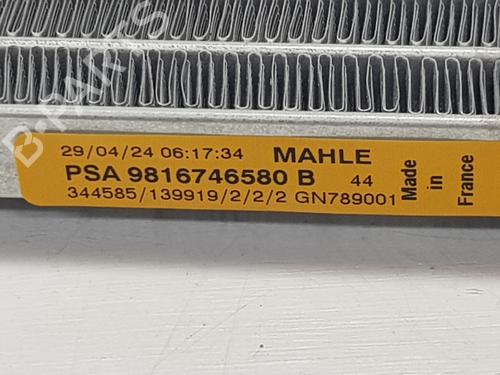 B-PARTS
29/04/24 06:17:34 MAHLE
PSA 9816746580 B 44
344585/139919/2/2/2 GN789001
Made
in
France